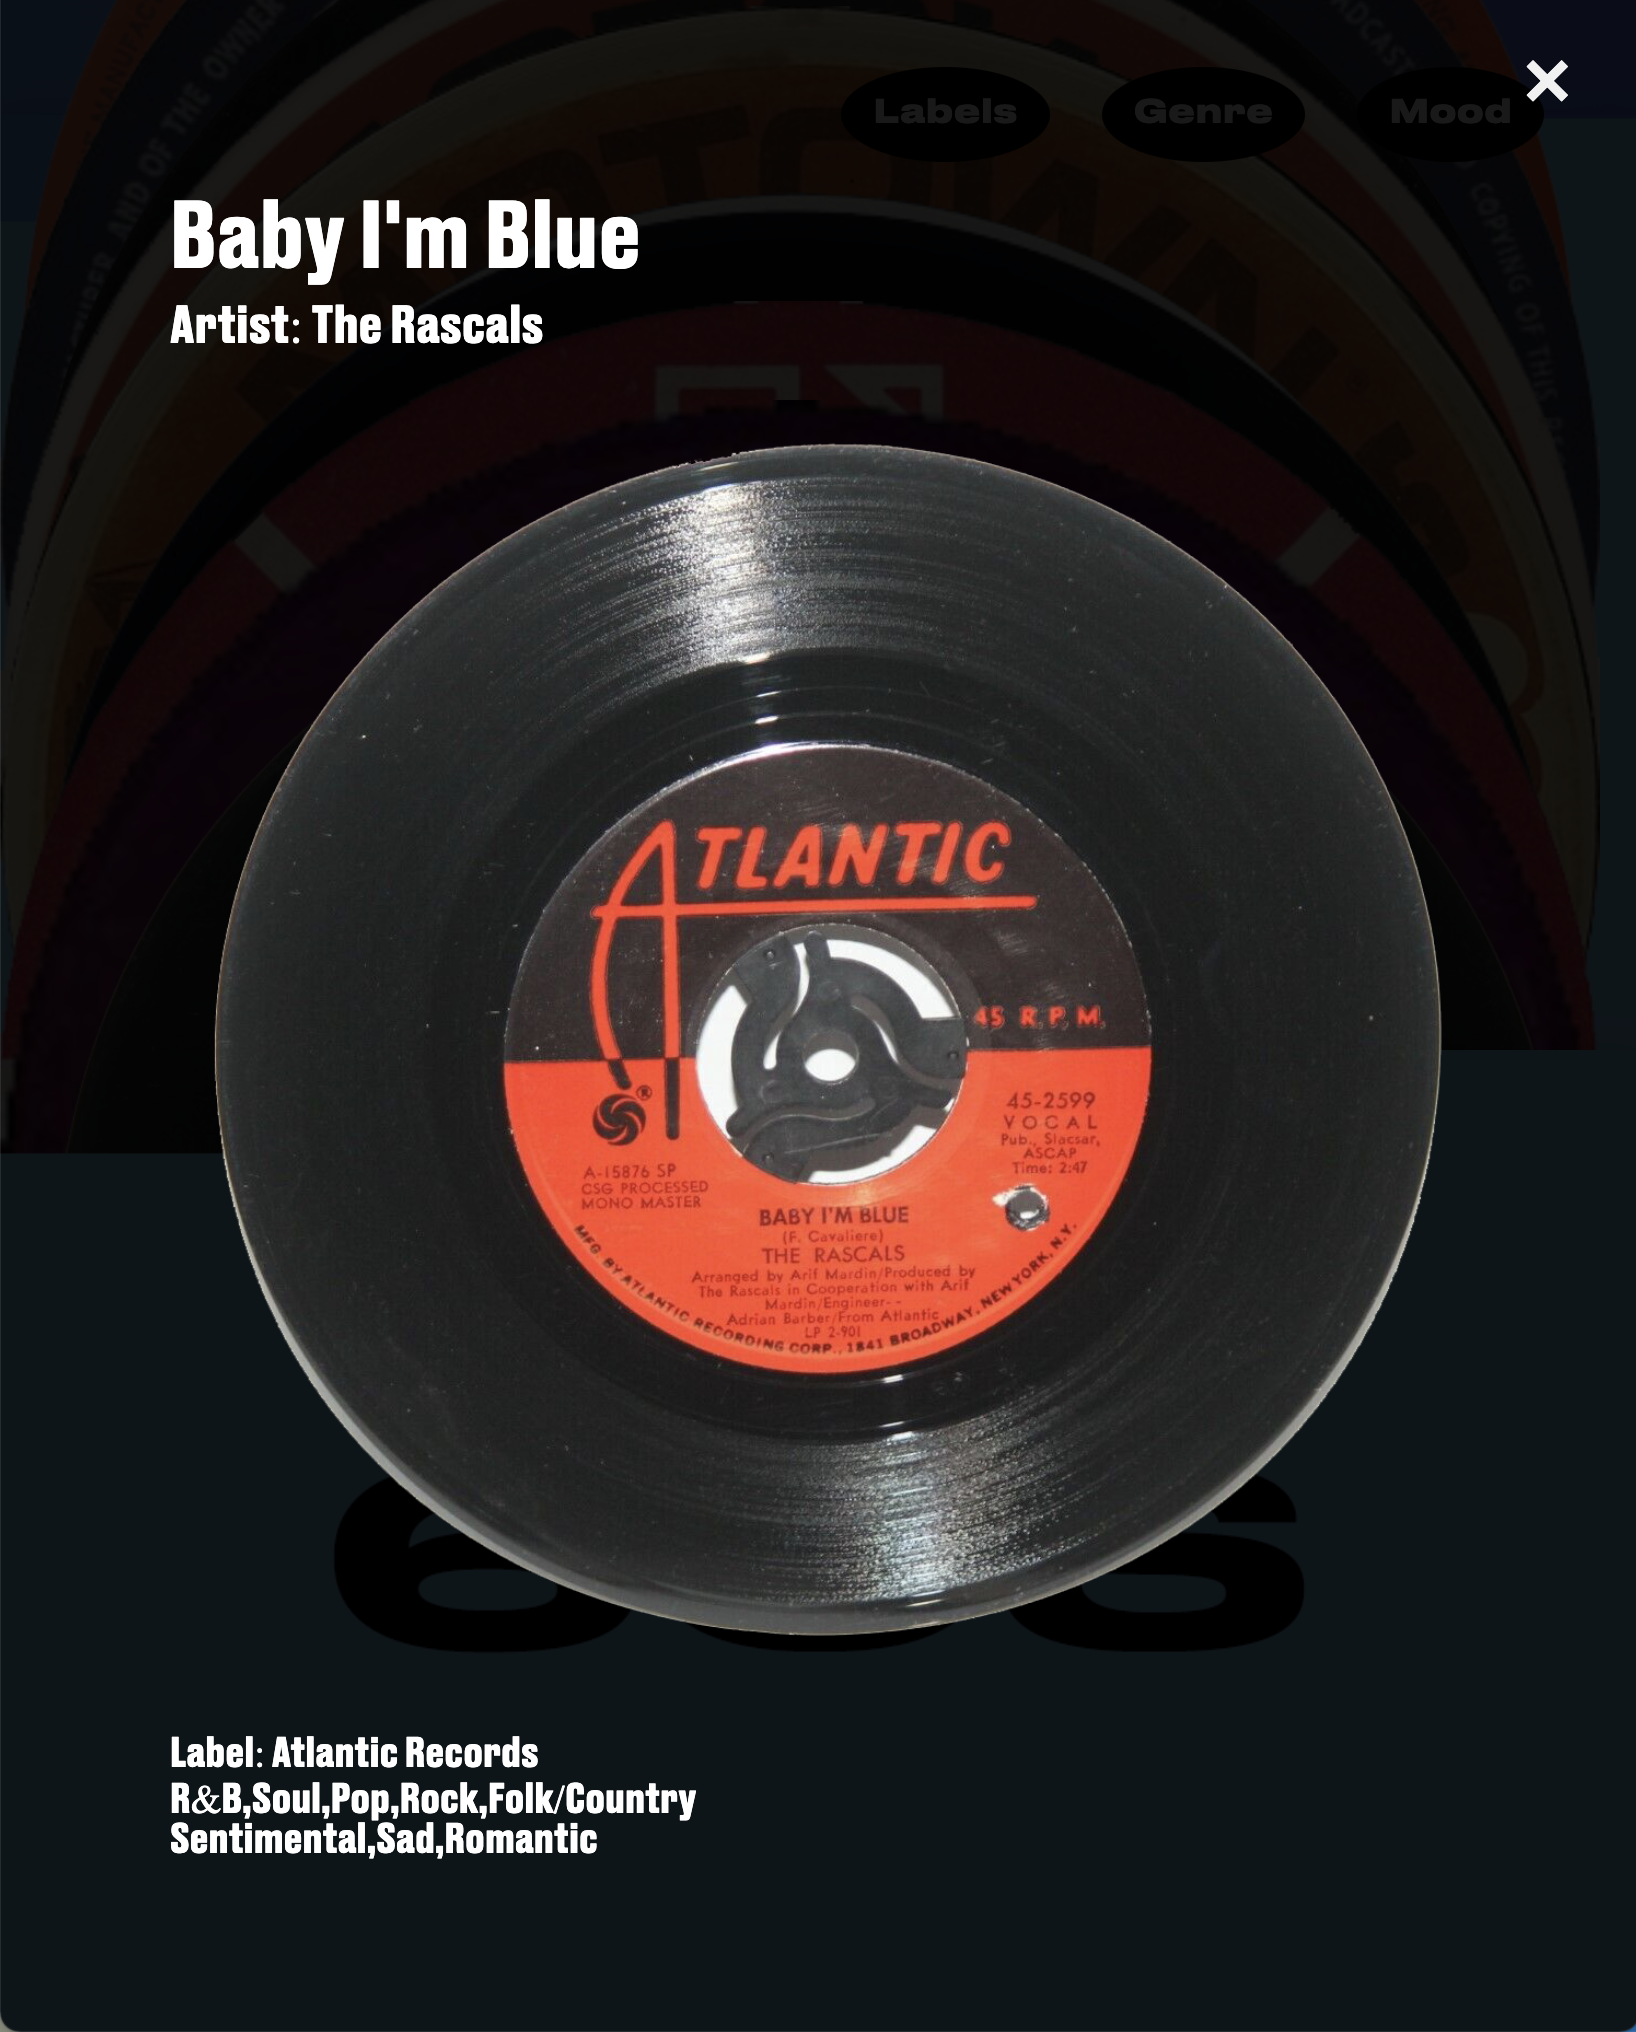 Labels
Genre
Mood
Baby I'm Blue
Artist: The Rascals
ATLANTIC
45 R.P.M.
45-2599
VOCAL
Pub., Slacsar,
ASCAP
Time: 2:47
A-15876 SP
CSG PROCESSED
MONO MASTER
BABY I'M BLUE
(F. Cavaliere)
THE RASCALS
Arranged by Arif Mardin/Produced by
The Rascals in Cooperation with Arif
Mardin/Engineer--
Adrian Barber/From Atlantic
LP 2-901
MFG. BY ATLANTIC RECORDING CORP., 1841 BROADWAY, NEW YORK, N.Y.
Label: Atlantic Records
R&B,Soul,Pop,Rock,Folk/Country
Sentimental,Sad,Romantic